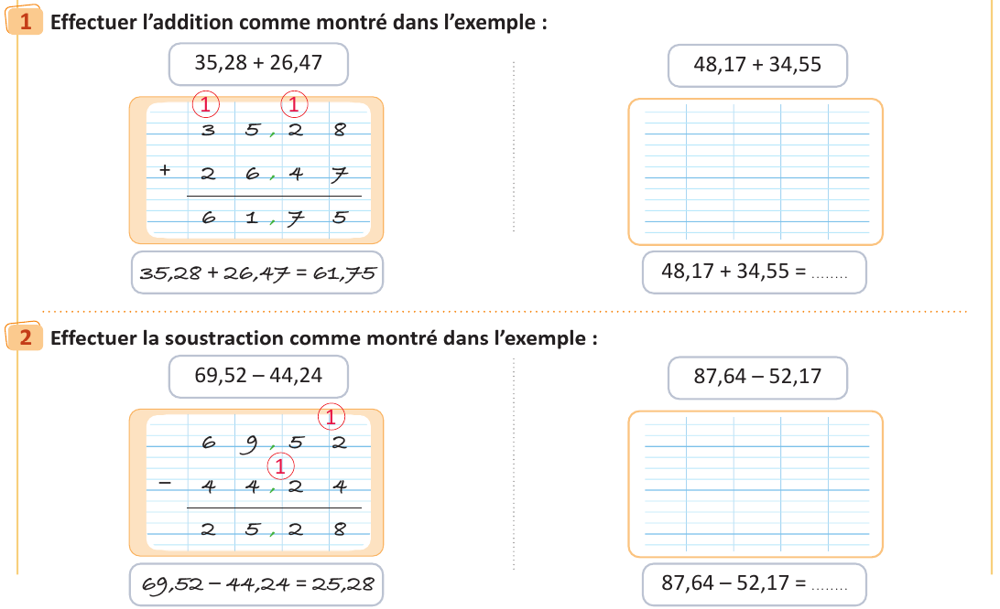 1 Effectuer l'addition comme montré dans l'exemple :
35,28 + 26,47
48,17 + 34,55
1 1
3 5 , 2 8
+ 2 6 , 4 7
6 1 , 7 5
35,28 + 26,47 = 61,75
48,17 + 34,55 = ........
2 Effectuer la soustraction comme montré dans l'exemple :
69,52 – 44,24
87,64 – 52,17
1
6 9 , 5 2
1
– 4 4 , 2 4
2 5 , 2 8
69,52 – 44,24 = 25,28
87,64 – 52,17 = ........